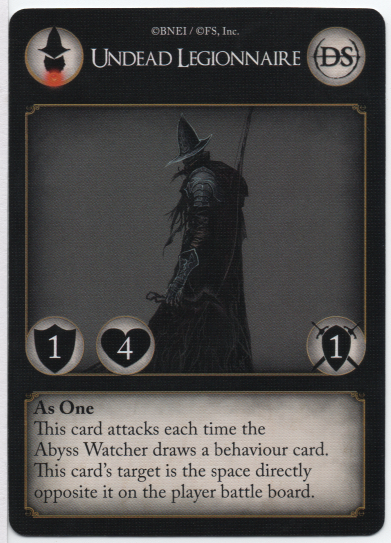 ©BNEI / ©FS, Inc.
UNDEAD LEGIONNAIRE
DS
1
4
1
As One
This card attacks each time the
Abyss Watcher draws a behaviour card.
This card's target is the space directly
opposite it on the player battle board.